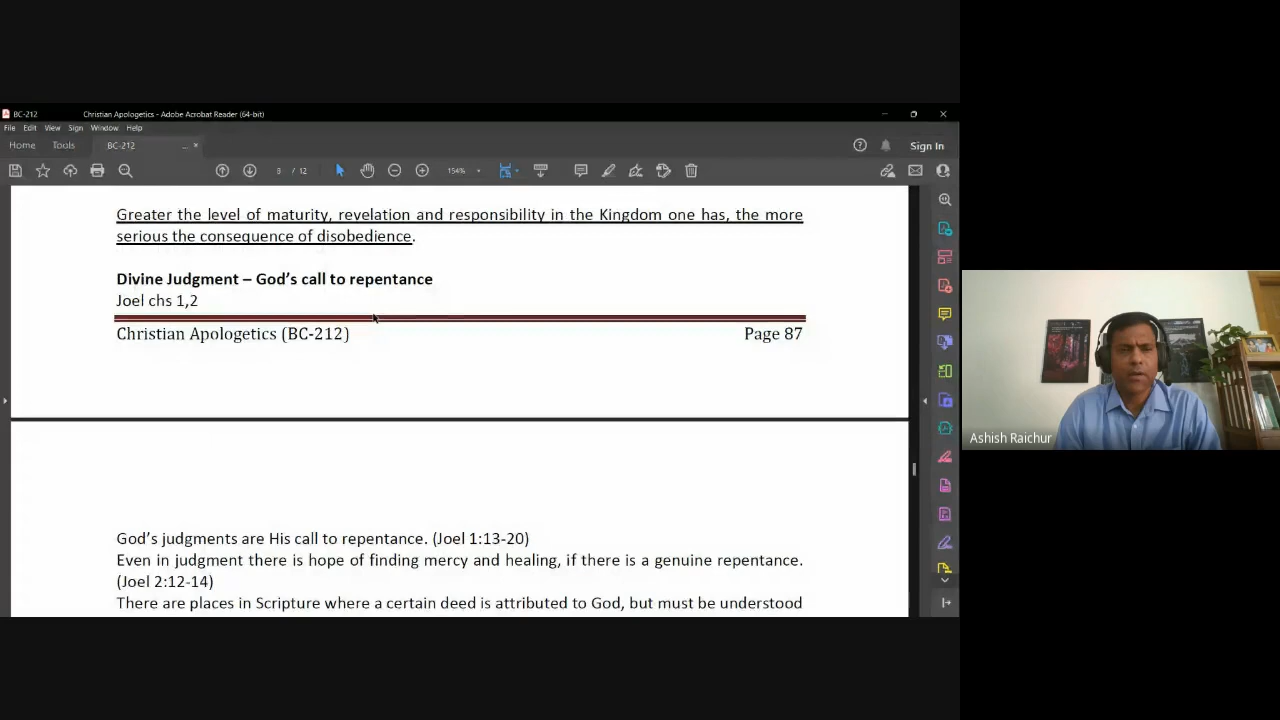 BC-212 Christian Apologetics - Adobe Acrobat Reader (64-bit)
File Edit View Sign Window Help
Home Tools BC-212 ... ×
Sign In
8 / 12 154%
Greater the level of maturity, revelation and responsibility in the Kingdom one has, the more
serious the consequence of disobedience.
Divine Judgment – God’s call to repentance
Joel chs 1,2
Christian Apologetics (BC-212) Page 87
God’s judgments are His call to repentance. (Joel 1:13-20)
Even in judgment there is hope of finding mercy and healing, if there is a genuine repentance.
(Joel 2:12-14)
There are places in Scripture where a certain deed is attributed to God, but must be understood
Ashish Raichur